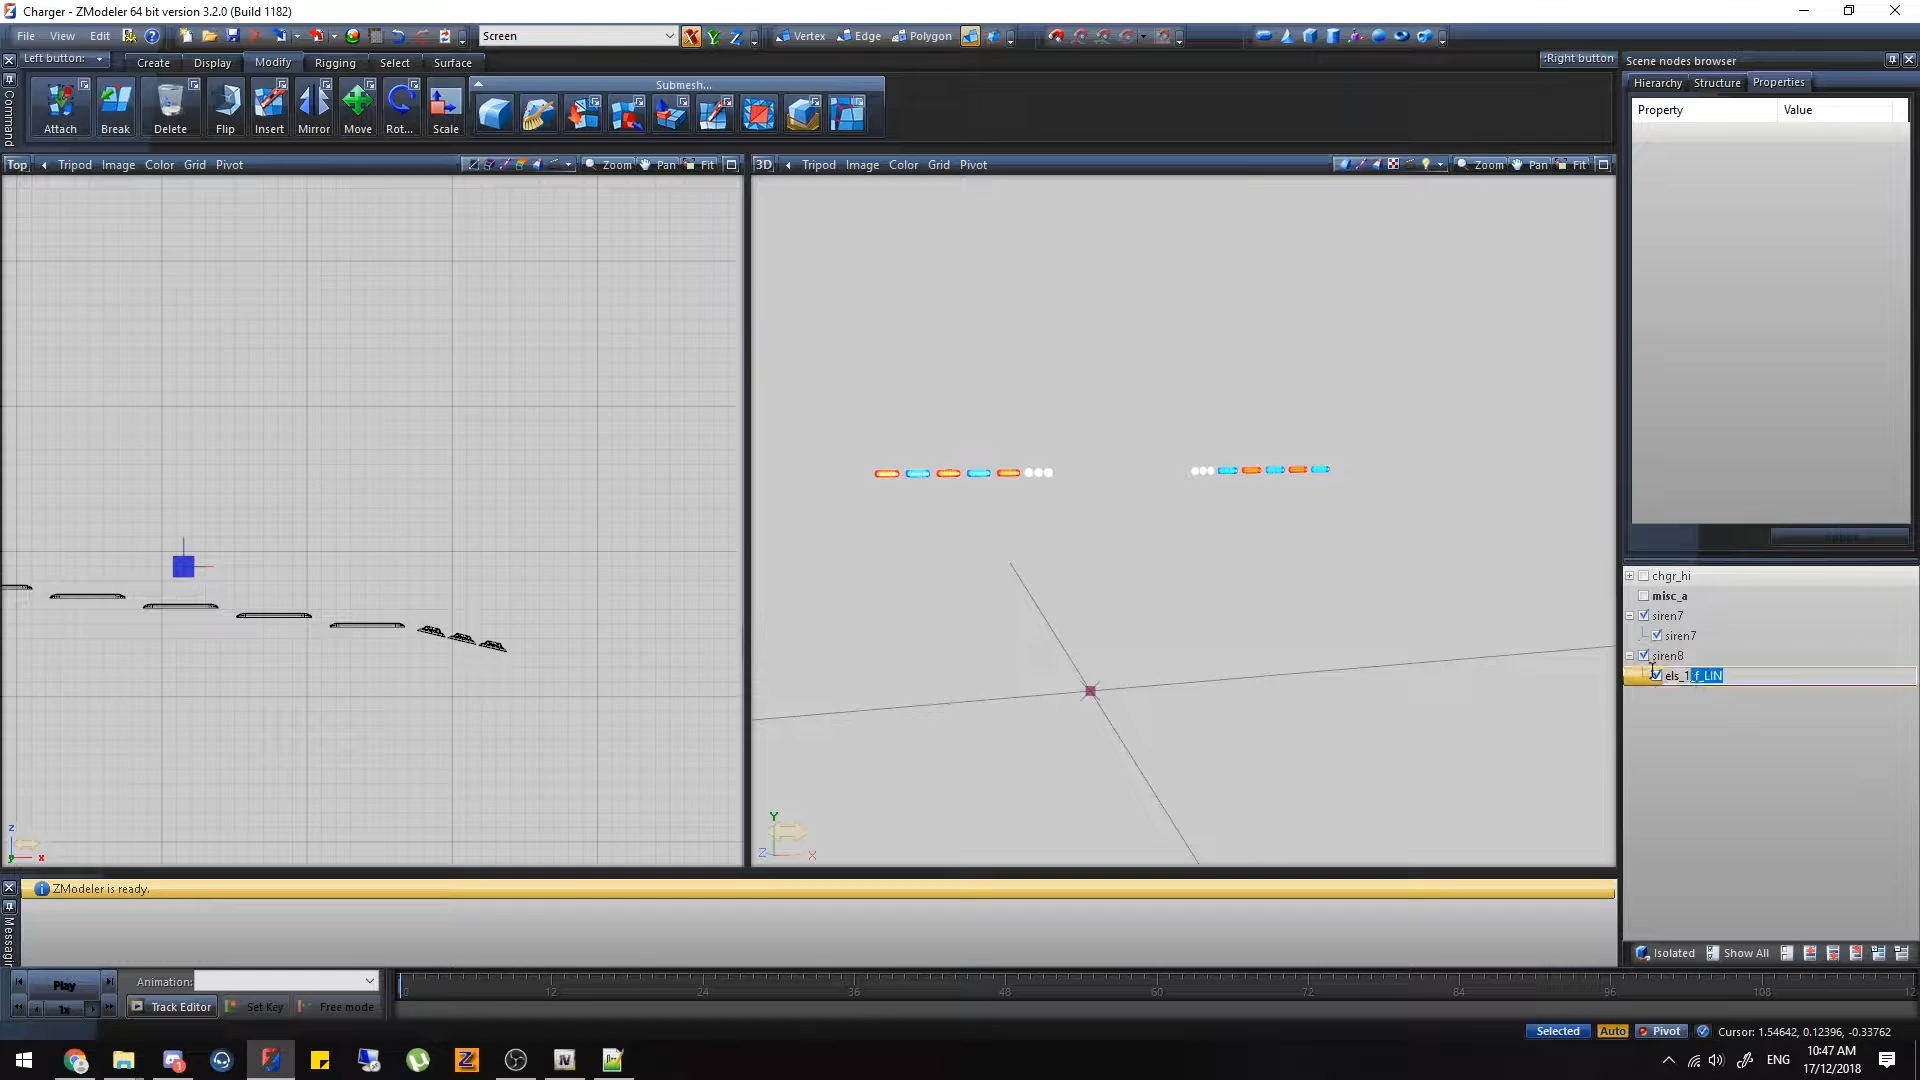 Charger - ZModeler 64 bit version 3.2.0 (Build 1182)
File View Edit Screen X Y Z Vertex Edge Polygon
Left button: Create Display Modify Rigging Select Surface :Right button
Submesh...
Attach Break Delete Flip Insert Mirror Move Rot... Scale
Command
Top Tripod Image Color Grid Pivot Zoom Pan Fit
3D Tripod Image Color Grid Pivot Zoom Pan Fit
Scene nodes browser
Hierarchy Structure Properties
Property Value
chgr_hi
misc_a
siren7
siren7
siren8
els_1_f_LIN
z
y x
Y
Z X
ZModeler is ready.
Messagin
Isolated Show All
Play Animation:
1x Track Editor Set Key Free mode
0 12 24 36 48 60 72 84 96 108 12
Selected Auto Pivot Cursor: 1.54642, 0.12396, -0.33762
ENG 10:47 AM
17/12/2018